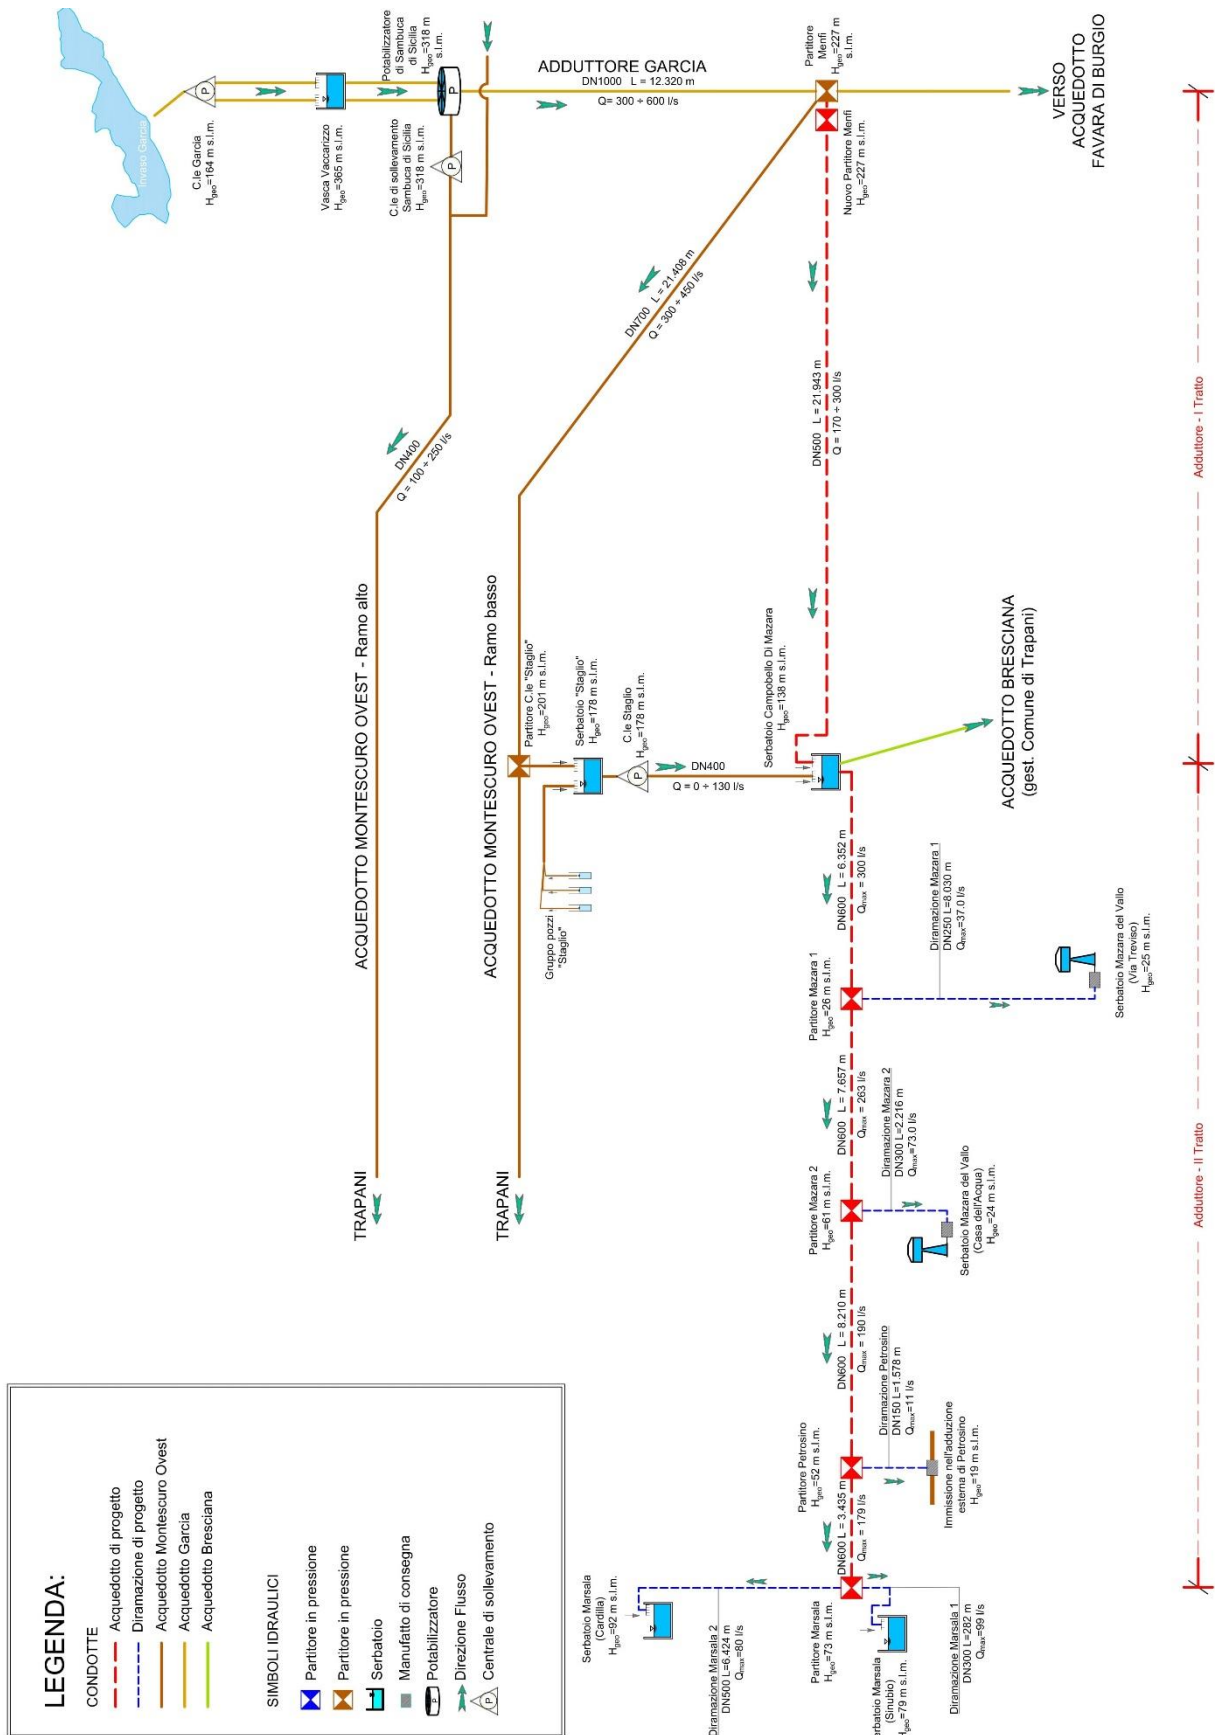 LEGENDA:
CONDOTTE
Acquedotto di progetto
Diramazione di progetto
Acquedotto Montescuro Ovest
Acquedotto Garcia
Acquedotto Bresciana
SIMBOLI IDRAULICI
Partitore in pressione
Partitore in pressione
Serbatoio
Manufatto di consegna
P
Potabilizzatore
Direzione Flusso
P
Centrale di sollevamento
Invaso Garcia
P
C.le Garcia
Hgeo=164 m s.l.m.
Vasca Vaccarizzo
Hgeo=365 m s.l.m.
Potabilizzatore
di Sambuca
di Sicilia
Hgeo=318 m
s.l.m.
P
P
C.le di sollevamento
Sambuca di Sicilia
Hgeo=318 m s.l.m.
ADDUTTORE GARCIA
DN1000 L = 12.320 m
Q= 300 ÷ 600 l/s
Partitore
Menfi
Hgeo=227 m
s.l.m.
Nuovo Partitore Menfi
Hgeo=227 m s.l.m.
VERSO
ACQUEDOTTO
FAVARA DI BURGIO
DN400
Q = 100 ÷ 250 l/s
DN700 L = 21.408 m
Q = 300 ÷ 450 l/s
DN500 L = 21.943 m
Q = 170 ÷ 300 l/s
ACQUEDOTTO MONTESCURO OVEST - Ramo alto
TRAPANI
ACQUEDOTTO MONTESCURO OVEST - Ramo basso
TRAPANI
Partitore C.le "Staglio"
Hgeo=201 m s.l.m.
Serbatoio "Staglio"
Hgeo=178 m s.l.m.
P
C.le Staglio
Hgeo=178 m s.l.m.
Gruppo pozzi
"Staglio"
DN400
Q = 0 ÷ 130 l/s
Serbatoio Campobello Di Mazara
Hgeo=138 m s.l.m.
ACQUEDOTTO BRESCIANA
(gest. Comune di Trapani)
DN600 L = 6.352 m
Qmax = 300 l/s
Partitore Mazara 1
Hgeo=26 m s.l.m.
Diramazione Mazara 1
DN250 L=8.030 m
Qmax=37.0 l/s
Serbatoio Mazara del Vallo
(Via Treviso)
Hgeo=25 m s.l.m.
DN600 L = 7.657 m
Qmax = 263 l/s
Partitore Mazara 2
Hgeo=61 m s.l.m.
Diramazione Mazara 2
DN300 L=2.216 m
Qmax=73.0 l/s
Serbatoio Mazara del Vallo
(Casa dell'Acqua)
Hgeo=24 m s.l.m.
DN600 L = 8.210 m
Qmax = 190 l/s
Partitore Petrosino
Hgeo=52 m s.l.m.
Diramazione Petrosino
DN150 L=1.578 m
Qmax=11 l/s
Immissione nell'adduzione
esterna di Petrosino
Hgeo=19 m s.l.m.
DN600 L = 3.435 m
Qmax = 179 l/s
Partitore Marsala
Hgeo=73 m s.l.m.
Serbatoio Marsala
(Cardilla)
Hgeo=92 m s.l.m.
Diramazione Marsala 2
DN500 L=6.424 m
Qmax=80 l/s
erbatoio Marsala
(Sinubio)
Hgeo=79 m s.l.m.
Diramazione Marsala 1
DN300 L=282 m
Qmax=99 l/s
Adduttore - I Tratto
Adduttore - II Tratto